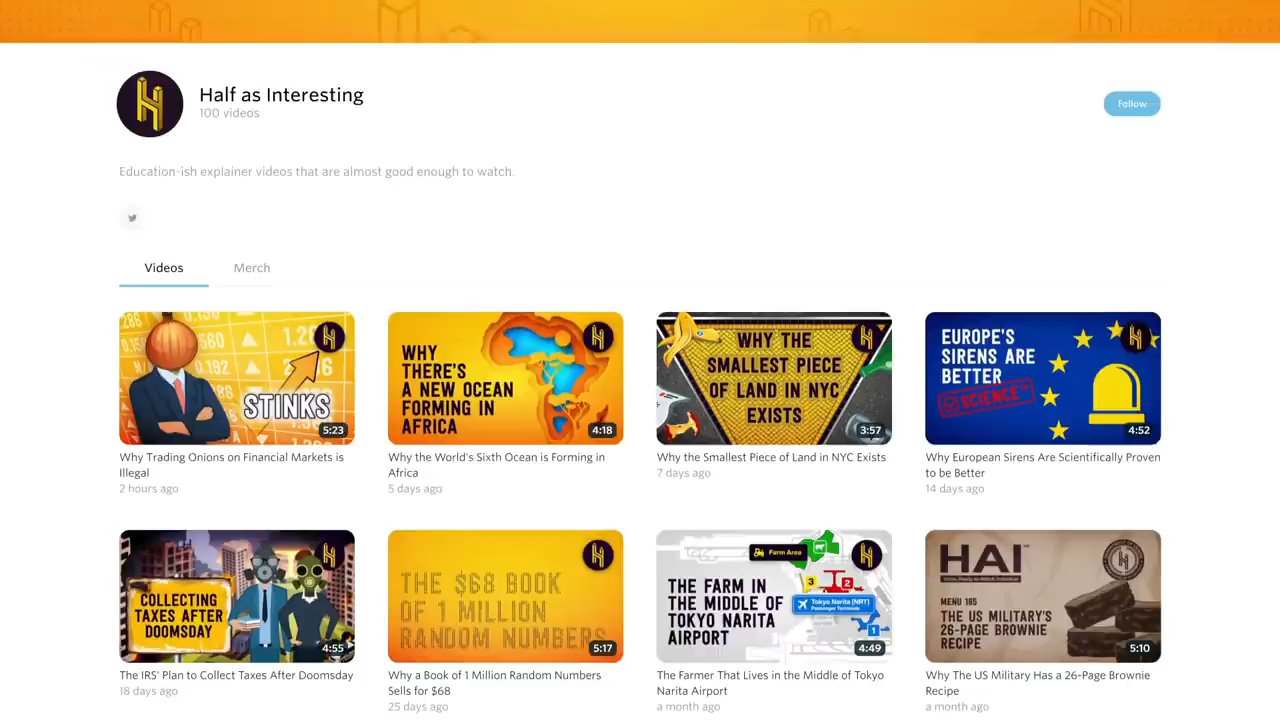 Half as Interesting
100 videos
Follow
Education-ish explainer videos that are almost good enough to watch.
Videos
Merch
STINKS
5:23
WHY
THERE'S
A NEW OCEAN
FORMING IN
AFRICA
4:18
WHY THE
SMALLEST PIECE
OF LAND IN NYC
EXISTS
3:57
EUROPE'S
SIRENS ARE
BETTER
SCIENCE
4:52
Why Trading Onions on Financial Markets is
Illegal
2 hours ago
Why the World's Sixth Ocean is Forming in
Africa
5 days ago
Why the Smallest Piece of Land in NYC Exists
7 days ago
Why European Sirens Are Scientifically Proven
to be Better
14 days ago
COLLECTING
TAXES AFTER
DOOMSDAY
4:55
THE $68 BOOK
OF 1 MILLION
RANDOM NUMBERS
5:17
Farm Area
3
2
Tokyo Narita (NRT)
Passenger Terminals
1
THE FARM IN
THE MIDDLE OF
TOKYO NARITA
AIRPORT
4:49
HAI™
MENU 185
THE US MILITARY'S
26-PAGE BROWNIE
RECIPE
5:10
The IRS' Plan to Collect Taxes After Doomsday
18 days ago
Why a Book of 1 Million Random Numbers
Sells for $68
25 days ago
The Farmer That Lives in the Middle of Tokyo
Narita Airport
a month ago
Why The US Military Has a 26-Page Brownie
Recipe
a month ago